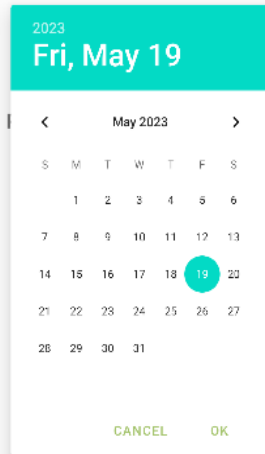 2023
Fri, May 19
May 2023
S M T W T F S
1 2 3 4 5 6
7 8 9 10 11 12 13
14 15 16 17 18 19 20
21 22 23 24 25 26 27
28 29 30 31
CANCEL OK